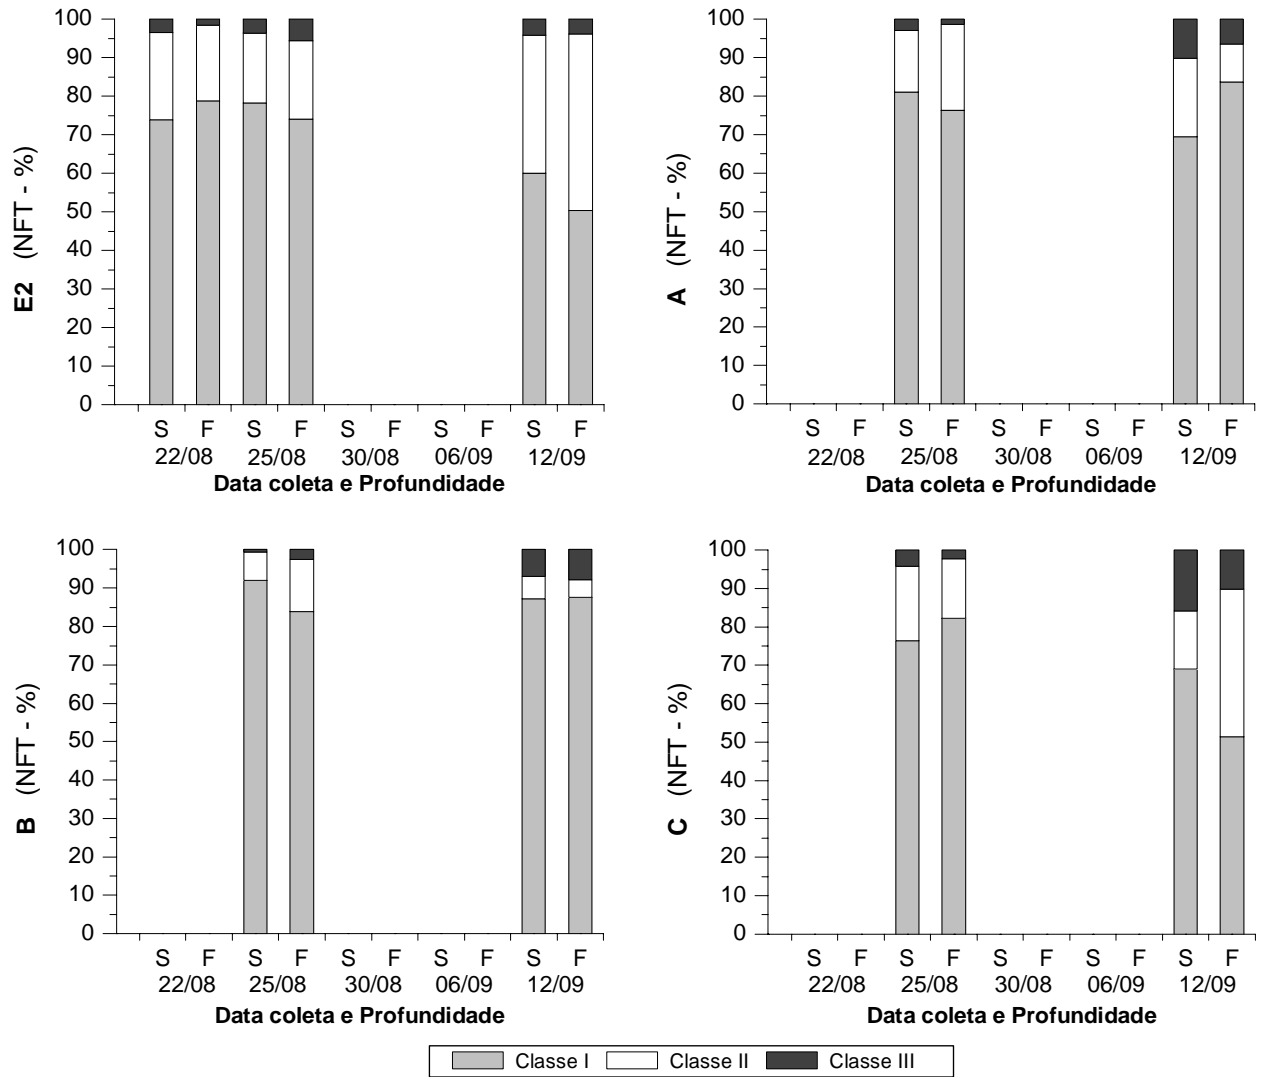 E2 (NFT - %)
100
90
80
70
60
50
40
30
20
10
0
S F S F S F S F S F
22/08 25/08 30/08 06/09 12/09
Data coleta e Profundidade
A (NFT - %)
100
90
80
70
60
50
40
30
20
10
0
S F S F S F S F S F
22/08 25/08 30/08 06/09 12/09
Data coleta e Profundidade
B (NFT - %)
100
90
80
70
60
50
40
30
20
10
0
S F S F S F S F S F
22/08 25/08 30/08 06/09 12/09
Data coleta e Profundidade
C (NFT - %)
100
90
80
70
60
50
40
30
20
10
0
S F S F S F S F S F
22/08 25/08 30/08 06/09 12/09
Data coleta e Profundidade
Classe I Classe II Classe III